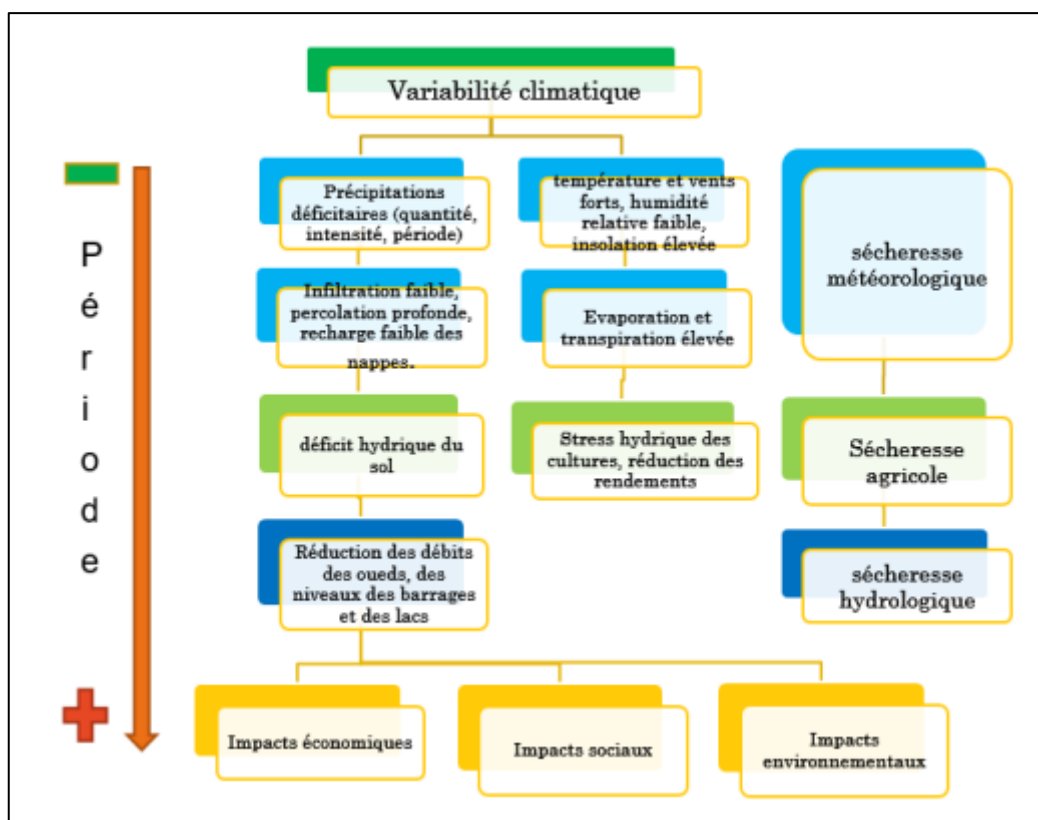 Variabilité climatique
Précipitations
déficitaires (quantité,
intensité, période)
température et vents
forts, humidité
relative faible,
insolation élevée
sécheresse
météorologique
Infiltration faible,
percolation profonde,
recharge faible des
nappes.
Evaporation et
transpiration élevée
déficit hydrique du
sol
Stress hydrique des
cultures, réduction des
rendements
Sécheresse
agricole
Réduction des débits
des oueds, des
niveaux des barrages
et des lacs
sécheresse
hydrologique
Impacts économiques
Impacts sociaux
Impacts
environnementaux
P
é
r
i
o
d
e